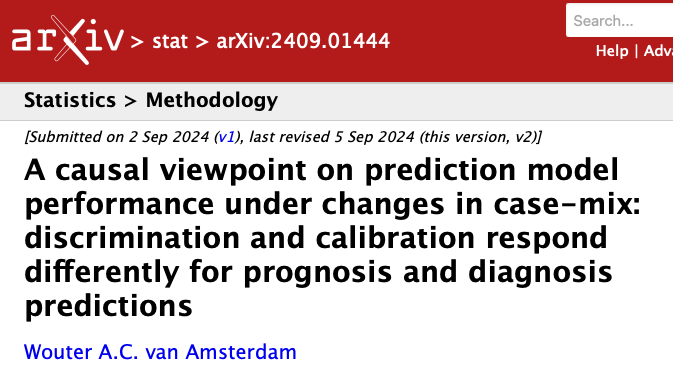 arXiv > stat > arXiv:2409.01444
Search...
Help |
Statistics > Methodology
[Submitted on 2 Sep 2024 (v1), last revised 5 Sep 2024 (this version, v2)]
A causal viewpoint on prediction model
performance under changes in case-mix:
discrimination and calibration respond
differently for prognosis and diagnosis
predictions
Wouter A.C. van Amsterdam